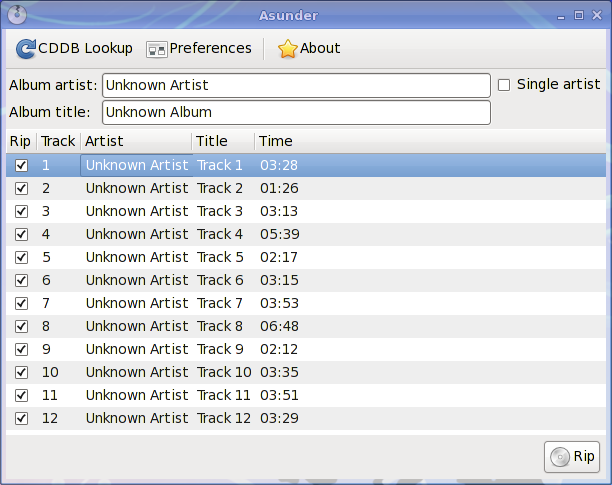 Asunder
CDDB Lookup Preferences About
Album artist: Unknown Artist Single artist
Album title: Unknown Album
Rip Track Artist Title Time
1 Unknown Artist Track 1 03:28
2 Unknown Artist Track 2 01:26
3 Unknown Artist Track 3 03:13
4 Unknown Artist Track 4 05:39
5 Unknown Artist Track 5 02:17
6 Unknown Artist Track 6 03:15
7 Unknown Artist Track 7 03:53
8 Unknown Artist Track 8 06:48
9 Unknown Artist Track 9 02:12
10 Unknown Artist Track 10 03:35
11 Unknown Artist Track 11 03:51
12 Unknown Artist Track 12 03:29
Rip